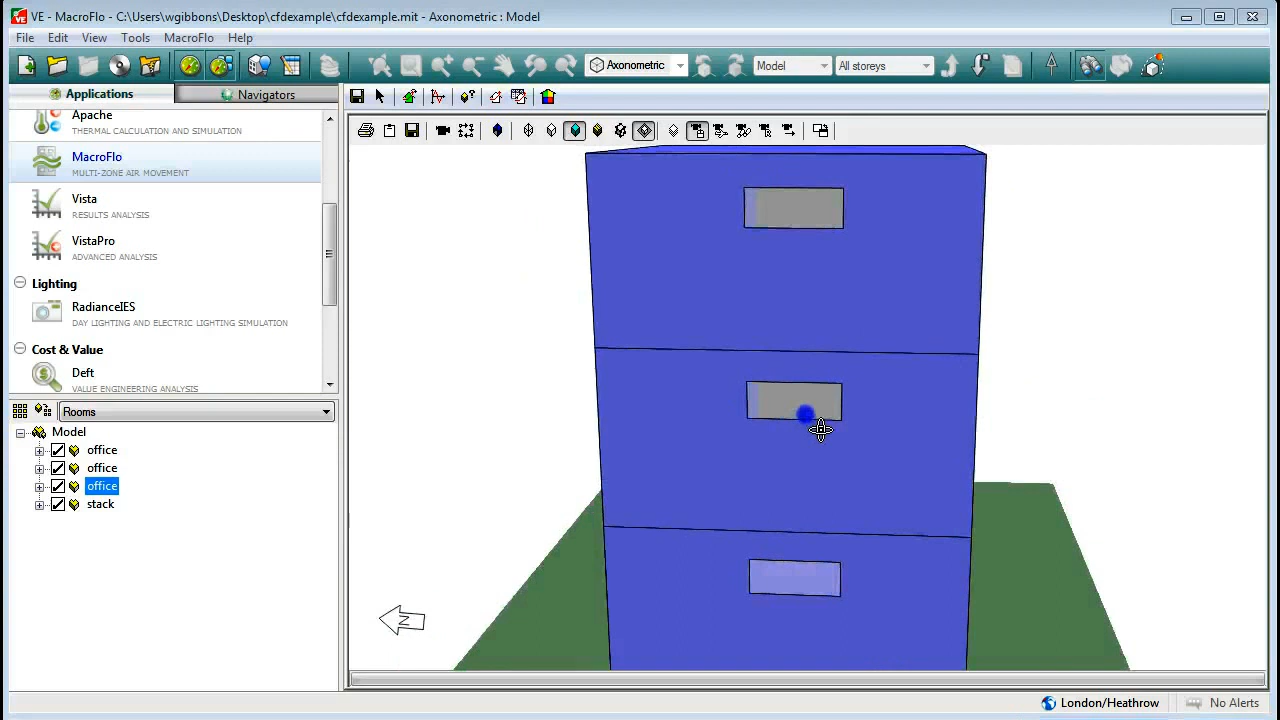 VE - MacroFlo - C:\Users\wgibbons\Desktop\cfdexample\cfdexample.mit - Axonometric : Model
File Edit View Tools MacroFlo Help
Axonometric Model All storeys
Applications Navigators
Apache
THERMAL CALCULATION AND SIMULATION
MacroFlo
MULTI-ZONE AIR MOVEMENT
Vista
RESULTS ANALYSIS
VistaPro
ADVANCED ANALYSIS
Lighting
RadianceIES
DAY LIGHTING AND ELECTRIC LIGHTING SIMULATION
Cost & Value
Deft
VALUE ENGINEERING ANALYSIS
Rooms
Model
office
office
office
stack
N
London/Heathrow No Alerts